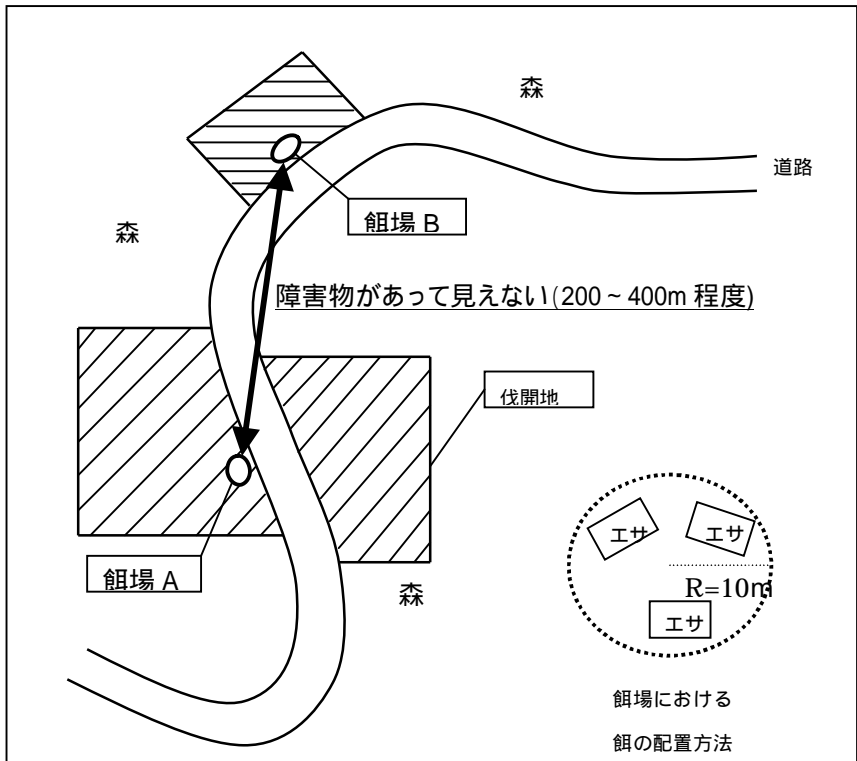 森
道路
餌場 B
森
障害物があって見えない(200 ~ 400m 程度)
伐開地
エサ
エサ
R=10m
餌場 A
森
エサ
餌場における
餌の配置方法